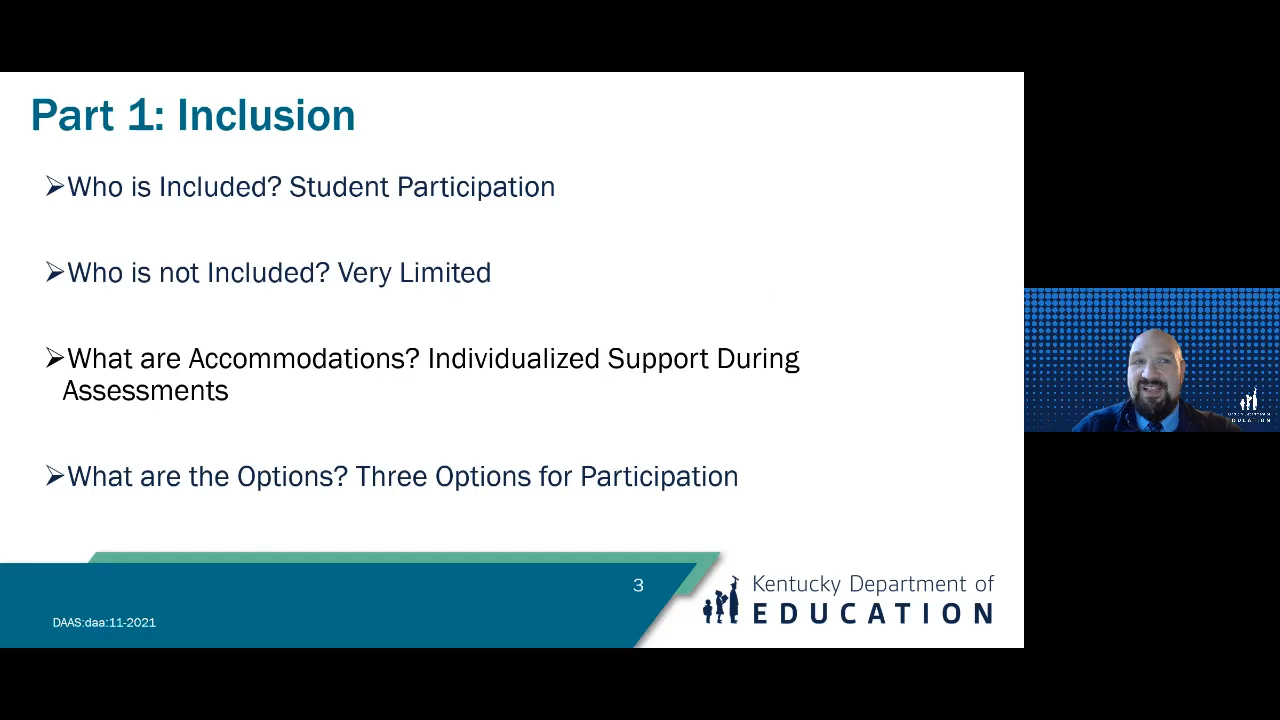 Part 1: Inclusion
➢Who is Included? Student Participation
➢Who is not Included? Very Limited
➢What are Accommodations? Individualized Support During
Assessments
➢What are the Options? Three Options for Participation
3
DAAS:daa:11-2021
Kentucky Department of
EDUCATION
EDUCATION